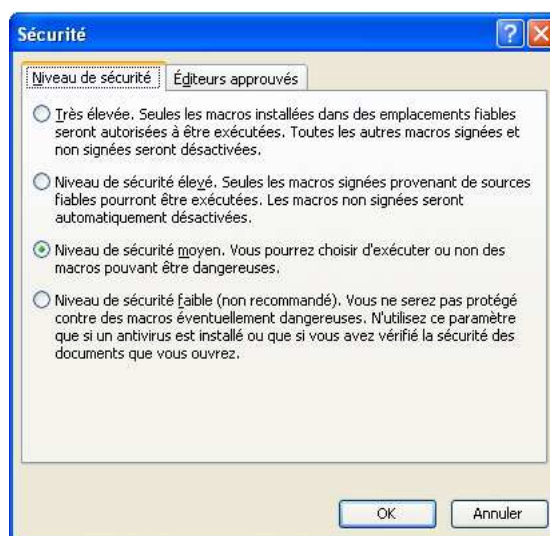 Sécurité
Niveau de sécurité
Éditeurs approuvés
Très élevée. Seules les macros installées dans des emplacements fiables
seront autorisées à être exécutées. Toutes les autres macros signées et
non signées seront désactivées.
Niveau de sécurité élevé. Seules les macros signées provenant de sources
fiables pourront être exécutées. Les macros non signées seront
automatiquement désactivées.
Niveau de sécurité moyen. Vous pourrez choisir d'exécuter ou non des
macros pouvant être dangereuses.
Niveau de sécurité faible (non recommandé). Vous ne serez pas protégé
contre des macros éventuellement dangereuses. N'utilisez ce paramètre
que si un antivirus est installé ou que si vous avez vérifié la sécurité des
documents que vous ouvrez.
OK
Annuler